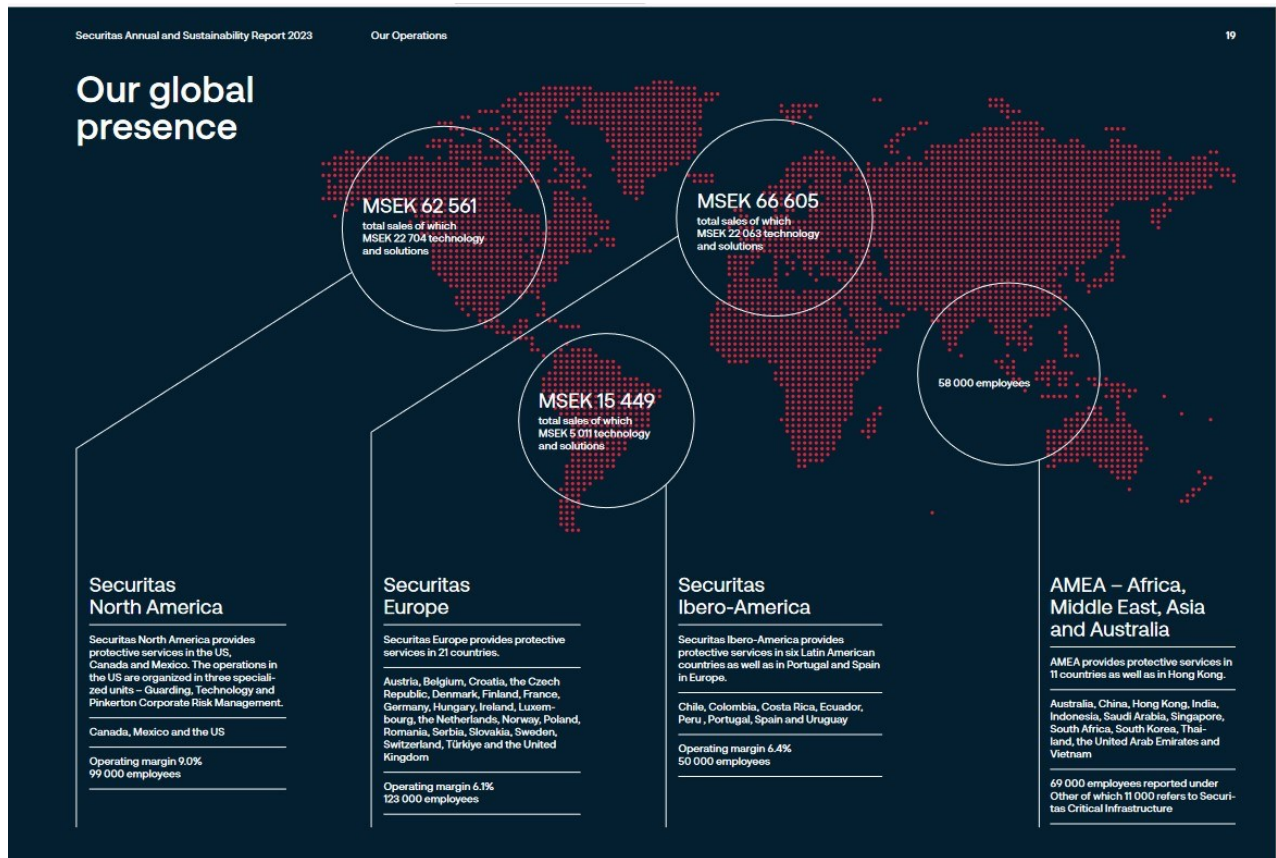 Securitas Annual and Sustainability Report 2023
Our Operations
19
Our global
presence
MSEK 62 561
total sales of which
MSEK 22 704 technology
and solutions
MSEK 66 605
total sales of which
MSEK 22 063 technology
and solutions
MSEK 15 449
total sales of which
MSEK 5 011 technology
and solutions
58 000 employees
Securitas
North America
Securitas North America provides
protective services in the US,
Canada and Mexico. The operations in
the US are organized in three speciali-
zed units – Guarding, Technology and
Pinkerton Corporate Risk Management.
Canada, Mexico and the US
Operating margin 9.0%
99 000 employees
Securitas
Europe
Securitas Europe provides protective
services in 21 countries.
Austria, Belgium, Croatia, the Czech
Republic, Denmark, Finland, France,
Germany, Hungary, Ireland, Luxem-
bourg, the Netherlands, Norway, Poland,
Romania, Serbia, Slovakia, Sweden,
Switzerland, Türkiye and the United
Kingdom
Operating margin 6.1%
123 000 employees
Securitas
Ibero-America
Securitas Ibero-America provides
protective services in six Latin American
countries as well as in Portugal and Spain
in Europe.
Chile, Colombia, Costa Rica, Ecuador,
Peru , Portugal, Spain and Uruguay
Operating margin 6.4%
50 000 employees
AMEA – Africa,
Middle East, Asia
and Australia
AMEA provides protective services in
11 countries as well as in Hong Kong.
Australia, China, Hong Kong, India,
Indonesia, Saudi Arabia, Singapore,
South Africa, South Korea, Thai-
land, the United Arab Emirates and
Vietnam
69 000 employees reported under
Other of which 11 000 refers to Securi-
tas Critical Infrastructure